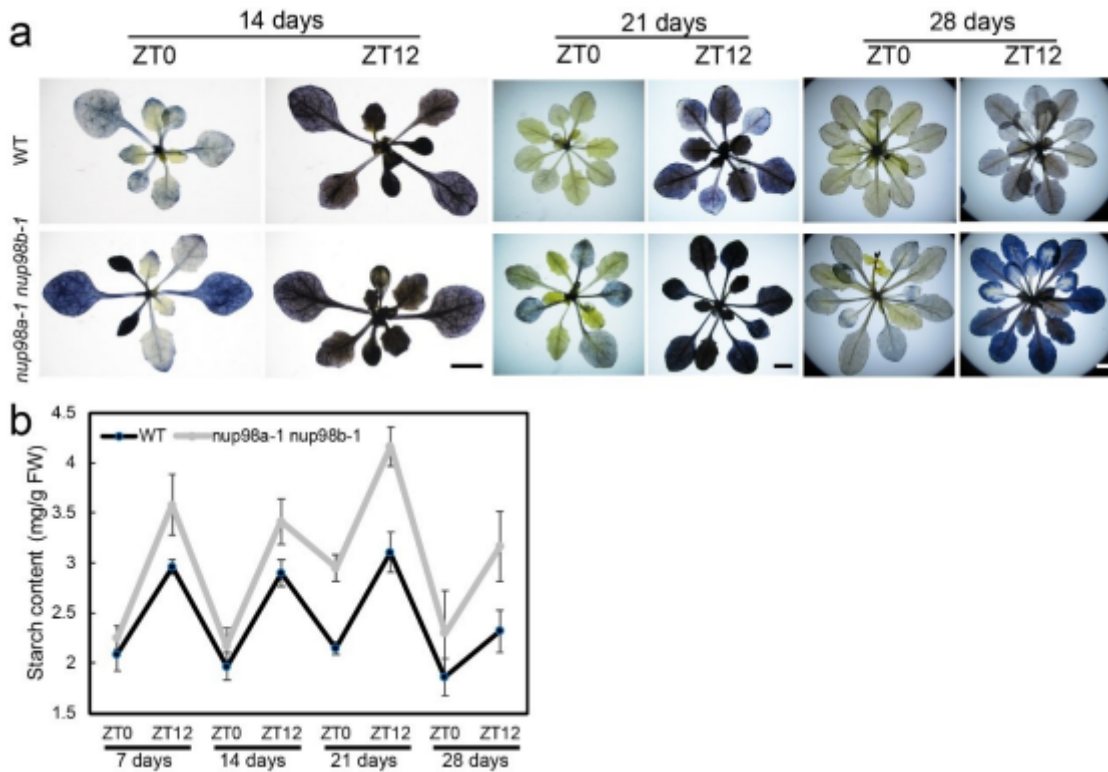 a
14 days 21 days 28 days
ZT0 ZT12 ZT0 ZT12 ZT0 ZT12
WT
nup98a-1 nup98b-1
b
4.5
WT nup98a-1 nup98b-1
4
3.5
3
2.5
2
1.5
Starch content (mg/g FW)
ZT0 ZT12 ZT0 ZT12 ZT0 ZT12 ZT0 ZT12
7 days 14 days 21 days 28 days